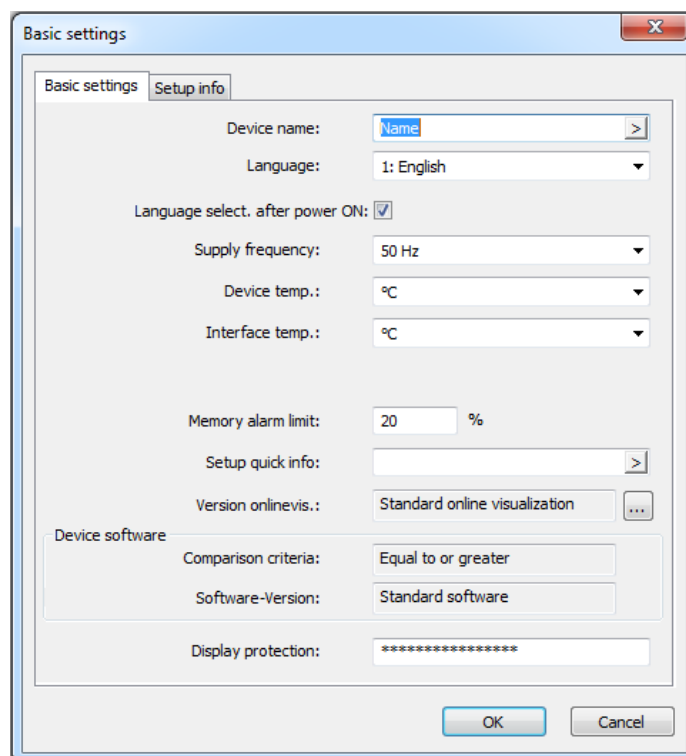 Basic settings
Basic settings Setup info
Device name: Name >
Language: 1: English
Language select. after power ON:
Supply frequency: 50 Hz
Device temp.: °C
Interface temp.: °C
Memory alarm limit: 20 %
Setup quick info: >
Version onlinevis.: Standard online visualization ...
Device software
Comparison criteria: Equal to or greater
Software-Version: Standard software
Display protection: ****************
OK Cancel